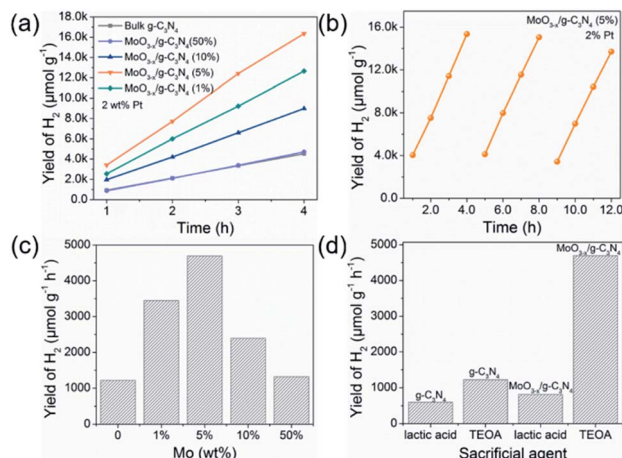 (a)
Yield of H₂ (μmol g⁻¹)
18.0k
16.0k
14.0k
12.0k
10.0k
8.0k
6.0k
4.0k
2.0k
0.0
Bulk g-C₃N₄
MoO₃₋ₓ/g-C₃N₄(50%)
MoO₃₋ₓ/g-C₃N₄ (10%)
MoO₃₋ₓ/g-C₃N₄ (5%)
MoO₃₋ₓ/g-C₃N₄ (1%)
2 wt% Pt
1 2 3 4
Time (h)
(b)
Yield of H₂ (μmol g⁻¹)
16.0k
12.0k
8.0k
4.0k
0.0
MoO₃₋ₓ/g-C₃N₄ (5%)
2% Pt
2.0 4.0 6.0 8.0 10.0 12.0
Time (h)
(c)
Yield of H₂ (μmol g⁻¹ h⁻¹)
5000
4000
3000
2000
1000
0
0 1% 5% 10% 50%
Mo (wt%)
(d)
Yield of H₂ (μmol g⁻¹ h⁻¹)
5000
4000
3000
2000
1000
0
MoO₃₋ₓ/g-C₃N₄
g-C₃N₄
g-C₃N₄
MoO₃₋ₓ/g-C₃N₄
lactic acid TEOA lactic acid TEOA
Sacrificial agent